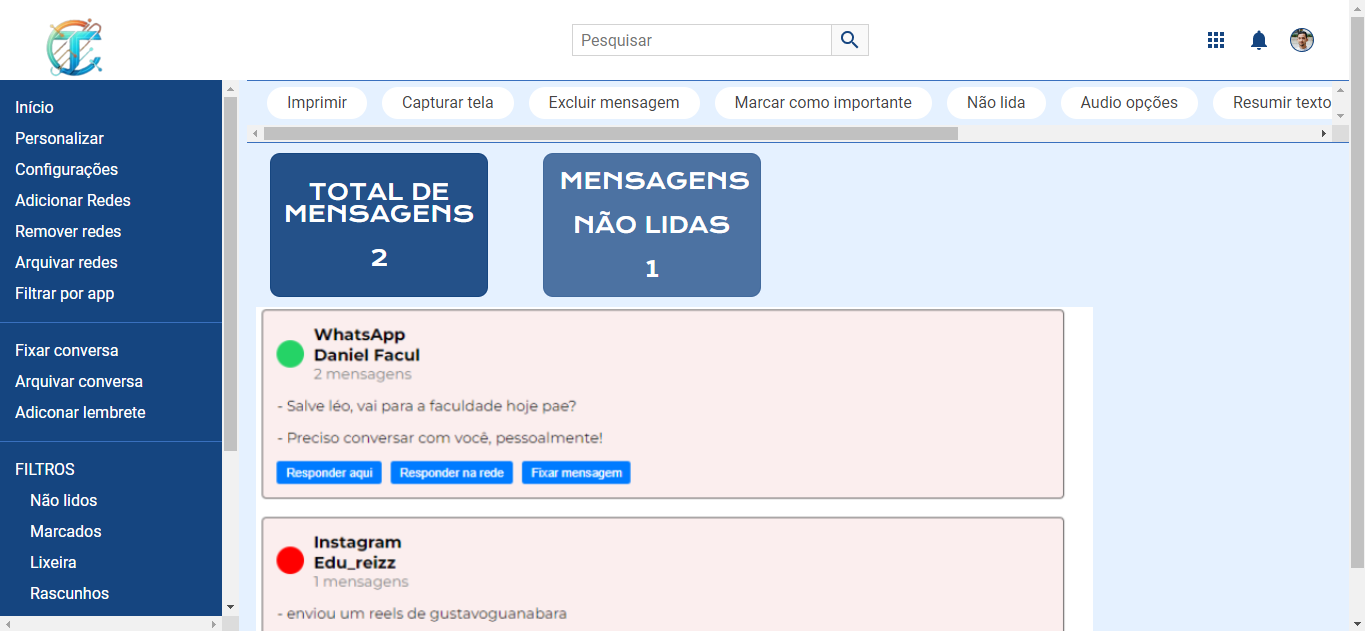 Pesquisar
Imprimir
Capturar tela
Excluir mensagem
Marcar como importante
Não lida
Audio opções
Resumir texto
Início
Personalizar
Configurações
Adicionar Redes
Remover redes
Arquivar redes
Filtrar por app
Fixar conversa
Arquivar conversa
Adiconar lembrete
FILTROS
Não lidos
Marcados
Lixeira
Rascunhos
TOTAL DE
MENSAGENS
2
MENSAGENS
NÃO LIDAS
1
WhatsApp
Daniel Facul
2 mensagens
- Salve léo, vai para a faculdade hoje pae?
- Preciso conversar com você, pessoalmente!
Responder aqui
Responder na rede
Fixar mensagem
Instagram
Edu_reizz
1 mensagens
- enviou um reels de gustavoguanabara